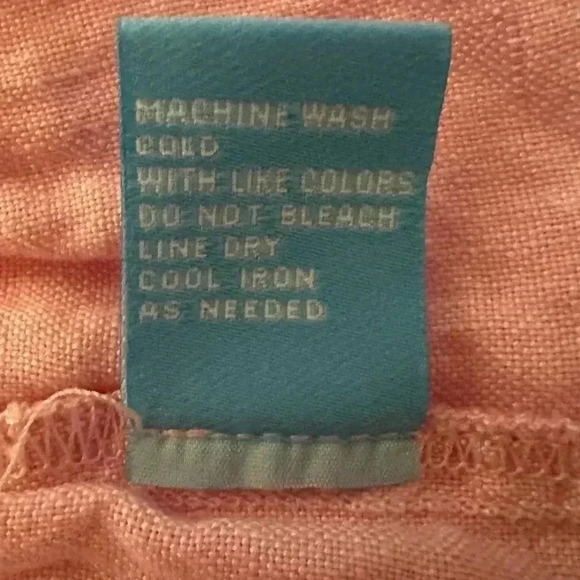 MACHINE WASH
COLD
WITH LIKE COLORS
DO NOT BLEACH
LINE DRY
COOL IRON
AS NEEDED